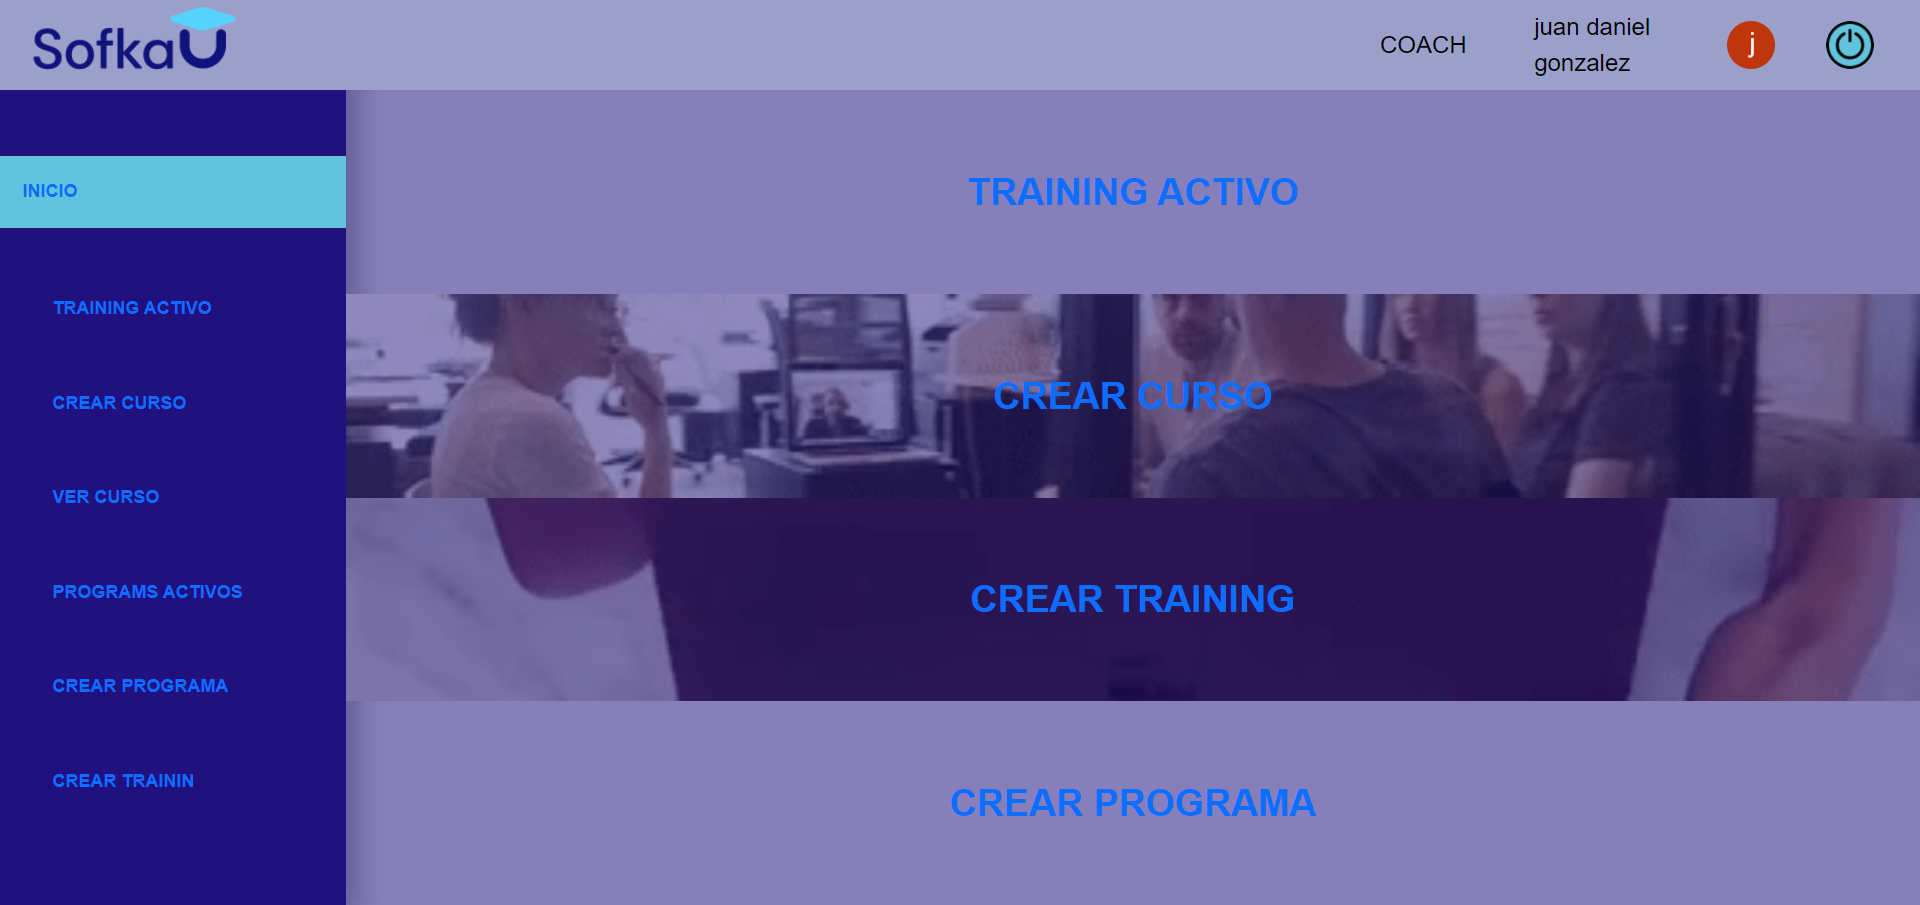 SofkaU
COACH
juan daniel
gonzalez
j
INICIO
TRAINING ACTIVO
CREAR CURSO
VER CURSO
PROGRAMS ACTIVOS
CREAR PROGRAMA
CREAR TRAININ
TRAINING ACTIVO
CREAR CURSO
CREAR TRAINING
CREAR PROGRAMA